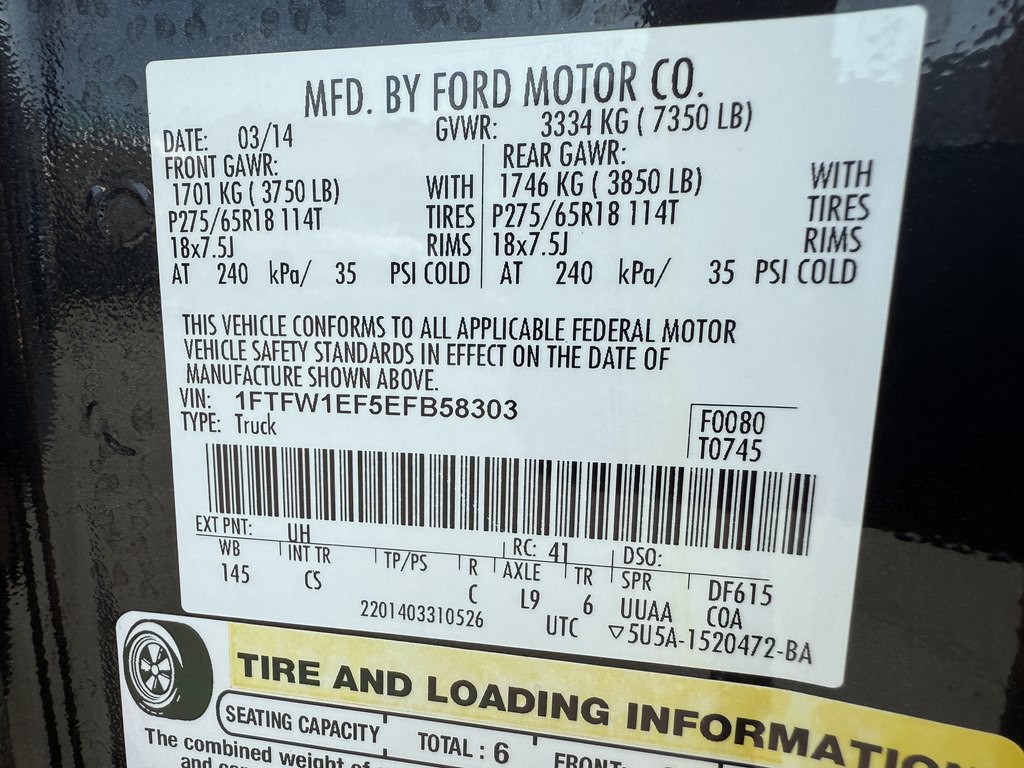 MFD. BY FORD MOTOR CO.
DATE: 03/14 GVWR: 3334 KG ( 7350 LB)
FRONT GAWR: REAR GAWR:
1701 KG ( 3750 LB) WITH 1746 KG ( 3850 LB) WITH
P275/65R18 114T TIRES P275/65R18 114T TIRES
18x7.5J RIMS 18x7.5J RIMS
AT 240 kPa/ 35 PSI COLD AT 240 kPa/ 35 PSI COLD
THIS VEHICLE CONFORMS TO ALL APPLICABLE FEDERAL MOTOR
VEHICLE SAFETY STANDARDS IN EFFECT ON THE DATE OF
MANUFACTURE SHOWN ABOVE.
VIN: 1FTFW1EF5EFB58303
TYPE: Truck
F0080
T0745
EXT PNT: UH RC: 41 DSO:
WB INT TR TP/PS R AXLE TR SPR DF615
145 CS C L9 6 UUAA COA
2201403310526 UTC ▽5U5A-1520472-BA
TIRE AND LOADING INFORMATION
SEATING CAPACITY TOTAL : 6 FRONT:
The combined weight of
and